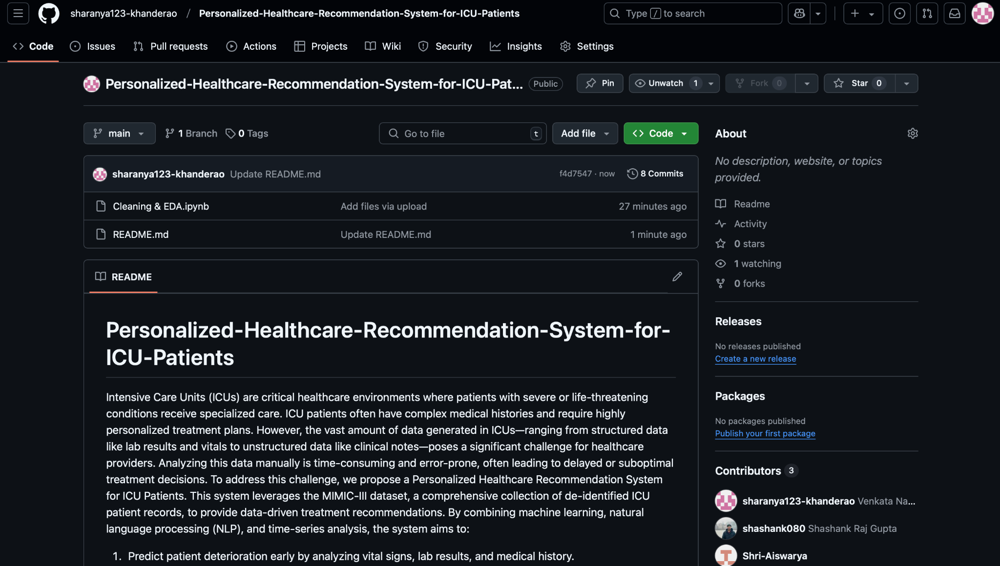 sharanya123-khanderao / Personalized-Healthcare-Recommendation-System-for-ICU-Patients
Type / to search
Code Issues Pull requests Actions Projects Wiki Security Insights Settings
Personalized-Healthcare-Recommendation-System-for-ICU-Pat... Public
Pin Unwatch 1 Fork 0 Star 0
main 1 Branch 0 Tags Go to file t Add file Code
sharanya123-khanderao Update README.md f4d7547 · now 8 Commits
Cleaning & EDA.ipynb Add files via upload 27 minutes ago
README.md Update README.md 1 minute ago
README
Personalized-Healthcare-Recommendation-System-for-
ICU-Patients
Intensive Care Units (ICUs) are critical healthcare environments where patients with severe or life-threatening
conditions receive specialized care. ICU patients often have complex medical histories and require highly
personalized treatment plans. However, the vast amount of data generated in ICUs—ranging from structured data
like lab results and vitals to unstructured data like clinical notes—poses a significant challenge for healthcare
providers. Analyzing this data manually is time-consuming and error-prone, often leading to delayed or suboptimal
treatment decisions. To address this challenge, we propose a Personalized Healthcare Recommendation System
for ICU Patients. This system leverages the MIMIC-III dataset, a comprehensive collection of de-identified ICU
patient records, to provide data-driven treatment recommendations. By combining machine learning, natural
language processing (NLP), and time-series analysis, the system aims to:
1. Predict patient deterioration early by analyzing vital signs, lab results, and medical history.
About
No description, website, or topics
provided.
Readme
Activity
0 stars
1 watching
0 forks
Releases
No releases published
Create a new release
Packages
No packages published
Publish your first package
Contributors 3
sharanya123-khanderao Venkata Na...
shashank080 Shashank Raj Gupta
Shri-Aiswarya